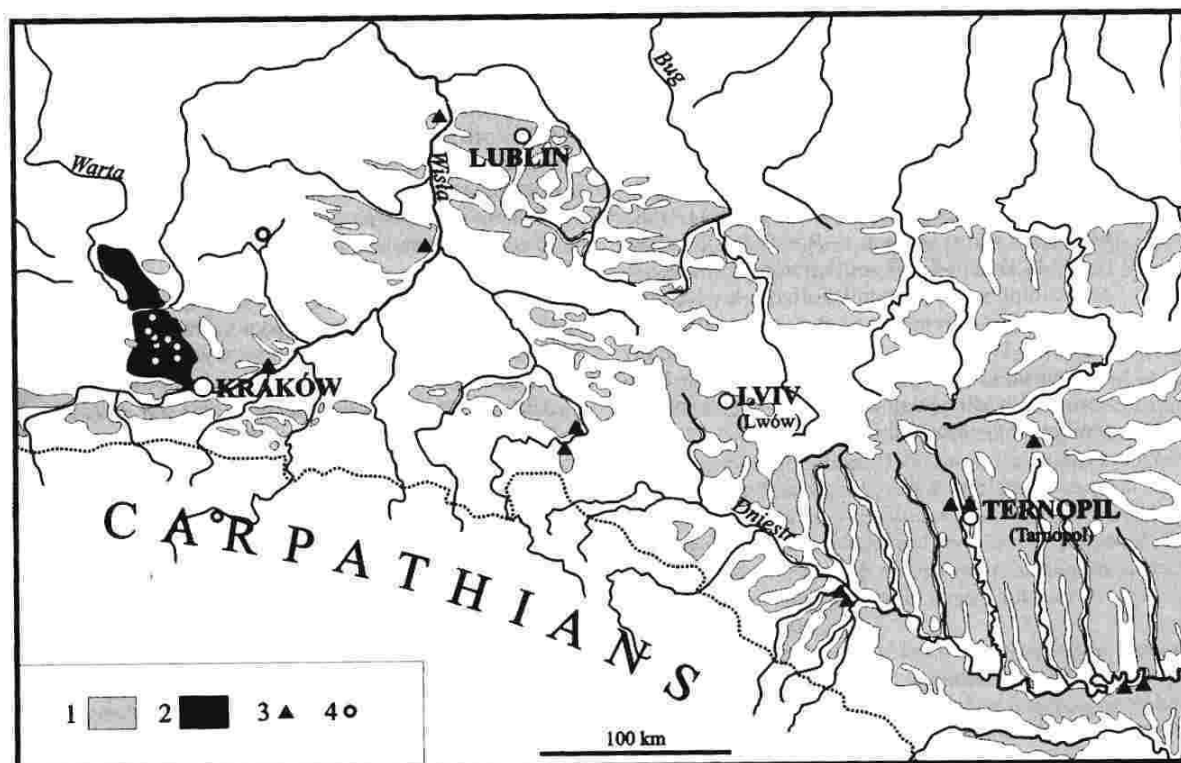 Bug
Warta
Wisła
LUBLIN
KRAKÓW
LVIV
(Lwów)
Dniestr
TERNOPIL
(Tarnopol)
CARPATHIANS
1 2 3 4
100 km